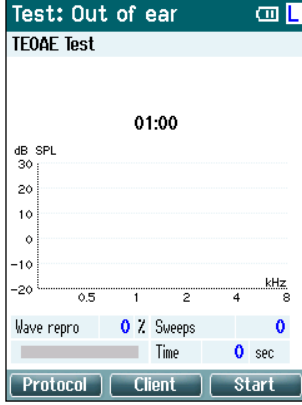 Test: Out of ear L
TEOAE Test
01:00
dB SPL
30
20
10
0
-10
-20
kHz
0.5 1 2 4 8
Wave repro 0 % Sweeps 0
Time 0 sec
Protocol Client Start